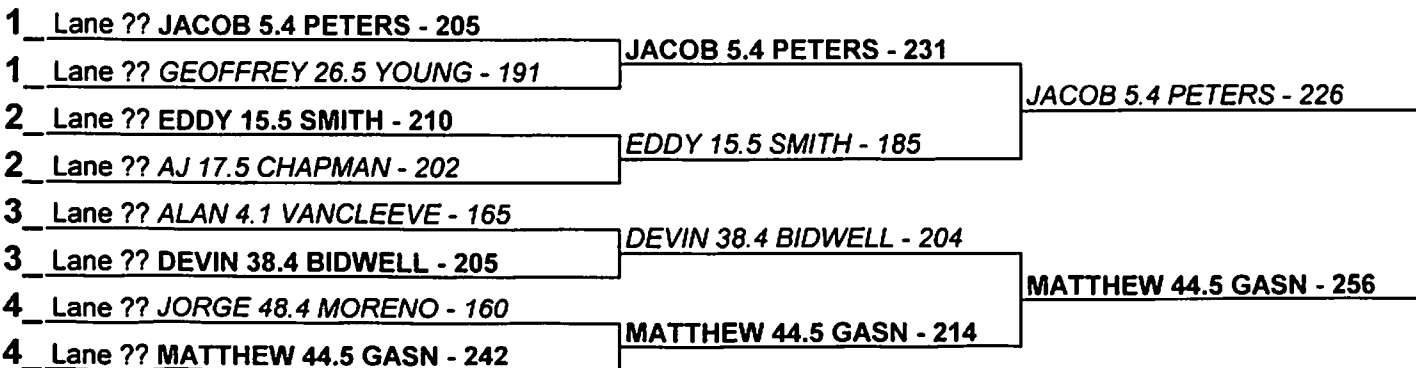 1_ Lane ?? JACOB 5.4 PETERS - 205
1_ Lane ?? GEOFFREY 26.5 YOUNG - 191
2_ Lane ?? EDDY 15.5 SMITH - 210
2_ Lane ?? AJ 17.5 CHAPMAN - 202
3_ Lane ?? ALAN 4.1 VANCLEEVE - 165
3_ Lane ?? DEVIN 38.4 BIDWELL - 205
4_ Lane ?? JORGE 48.4 MORENO - 160
4_ Lane ?? MATTHEW 44.5 GASN - 242
JACOB 5.4 PETERS - 231
EDDY 15.5 SMITH - 185
DEVIN 38.4 BIDWELL - 204
MATTHEW 44.5 GASN - 214
JACOB 5.4 PETERS - 226
MATTHEW 44.5 GASN - 256